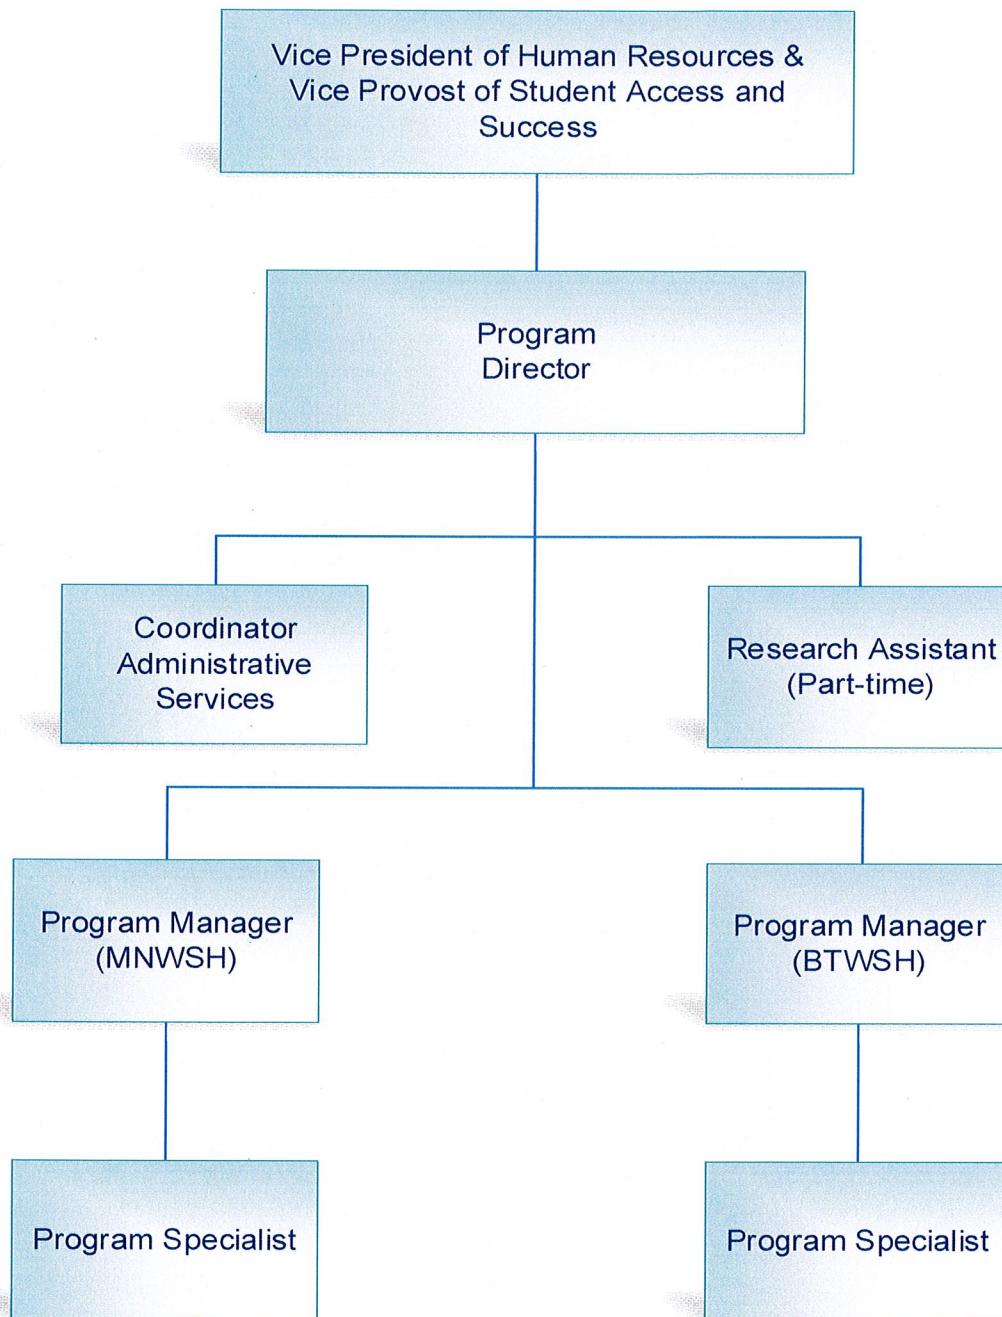 Vice President of Human Resources &
Vice Provost of Student Access and
Success
Program
Director
Coordinator
Administrative
Services
Research Assistant
(Part-time)
Program Manager
(MNWSH)
Program Manager
(BTWSH)
Program Specialist
Program Specialist